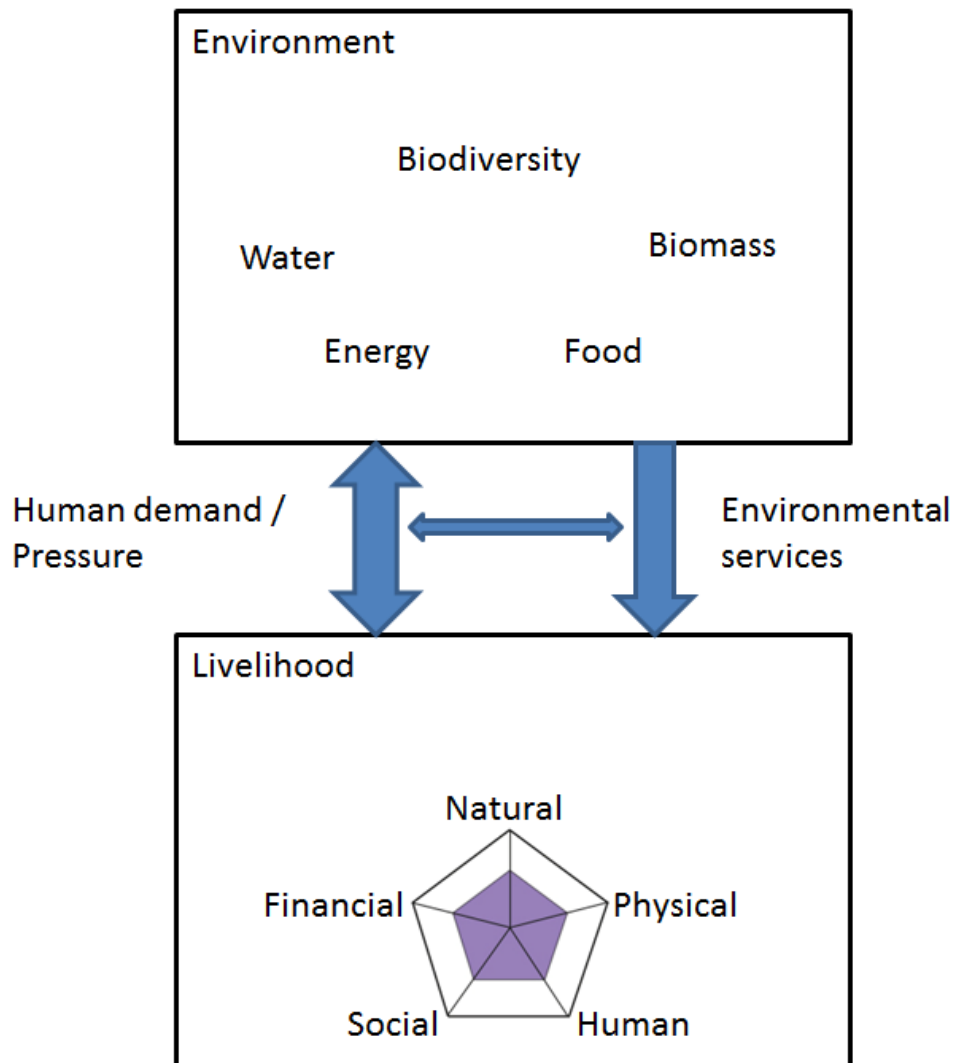 Environment
Biodiversity
Water
Biomass
Energy
Food
Human demand /
Pressure
Environmental
services
Livelihood
Natural
Financial
Physical
Social
Human